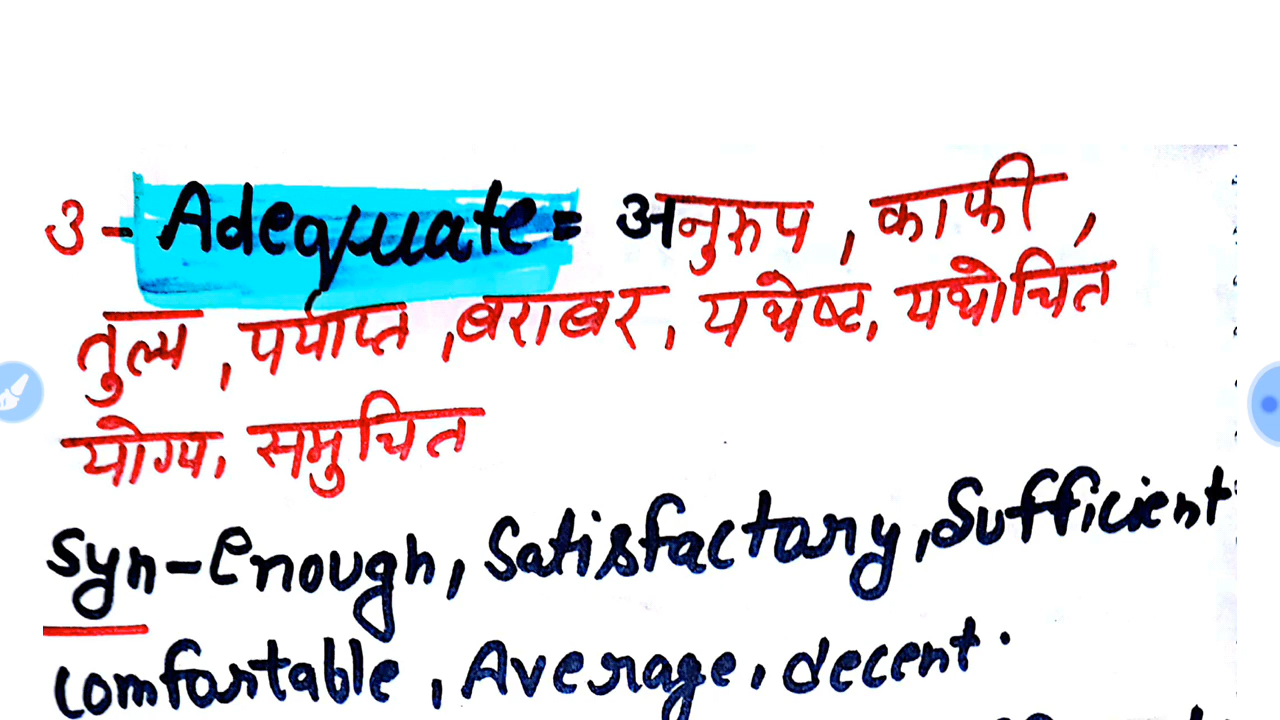 3- Adequate = अनुरुप, काफी,
तुल्य, पर्याप्त, बराबर, यथेष्ट, यथोचित
योग्य, समुचित
Syn-Enough, Satisfactory, Sufficient
Comfortable, Average, decent.